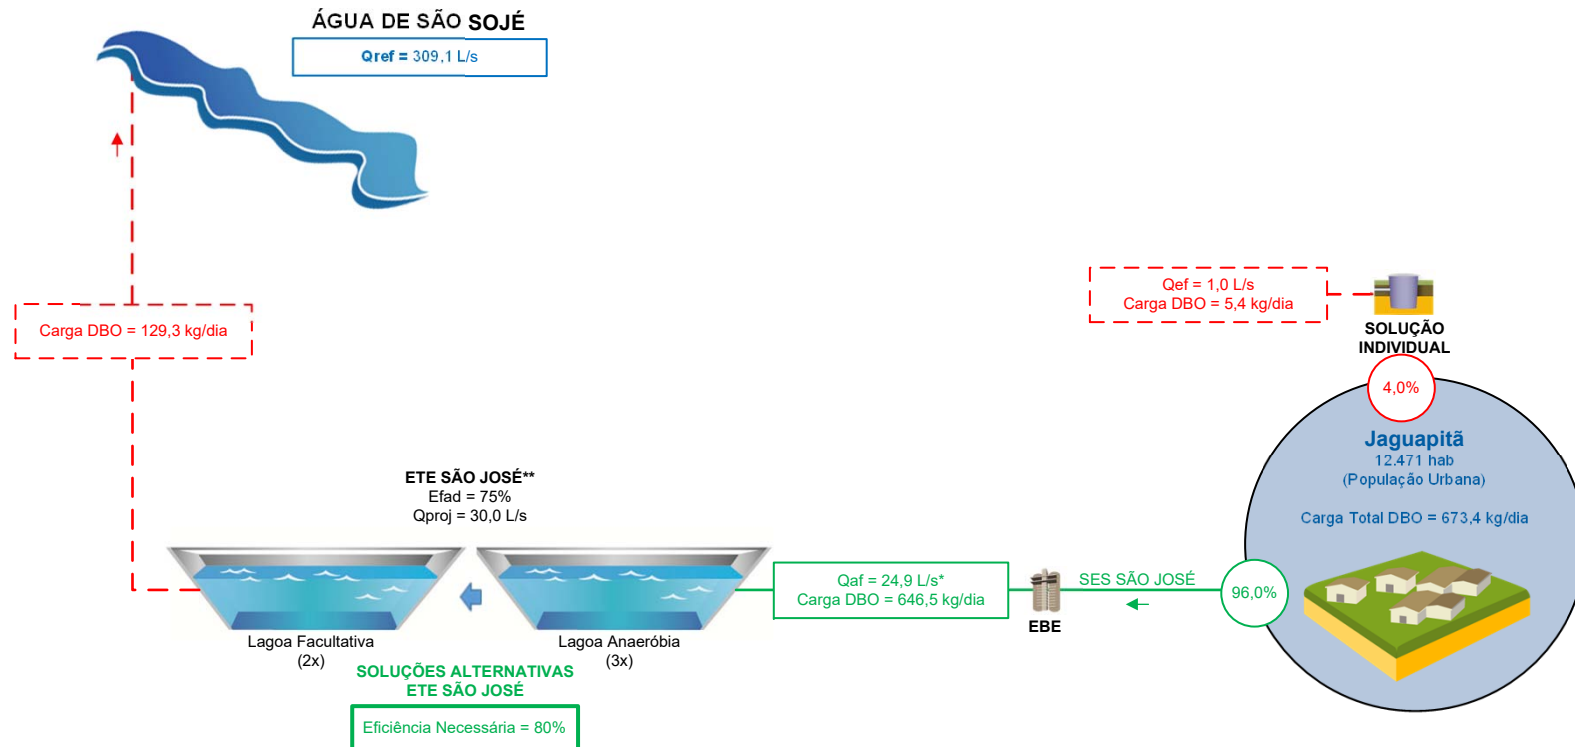 ÁGUA DE SÃO SOJÉ
Qref = 309,1 L/s
Qef = 1,0 L/s
Carga DBO = 5,4 kg/dia
SOLUÇÃO
INDIVIDUAL
Carga DBO = 129,3 kg/dia
4,0%
Jaguapitã
12.471 hab
(População Urbana)
Carga Total DBO = 673,4 kg/dia
ETE SÃO JOSÉ**
Efad = 75%
Qproj = 30,0 L/s
Qaf = 24,9 L/s*
Carga DBO = 646,5 kg/dia
SES SÃO JOSÉ
96,0%
EBE
Lagoa Facultativa
(2x)
Lagoa Anaeróbia
(3x)
SOLUÇÕES ALTERNATIVAS
ETE SÃO JOSÉ
Eficiência Necessária = 80%